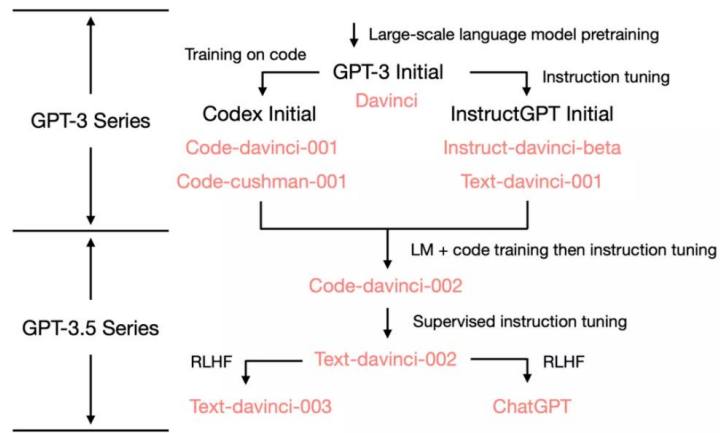 Large-scale language model pretraining
Training on code
GPT-3 Initial
Instruction tuning
Davinci
Codex Initial
InstructGPT Initial
GPT-3 Series
Code-davinci-001
Instruct-davinci-beta
Code-cushman-001
Text-davinci-001
LM + code training then instruction tuning
Code-davinci-002
GPT-3.5 Series
Supervised instruction tuning
RLHF
Text-davinci-002
RLHF
Text-davinci-003
ChatGPT